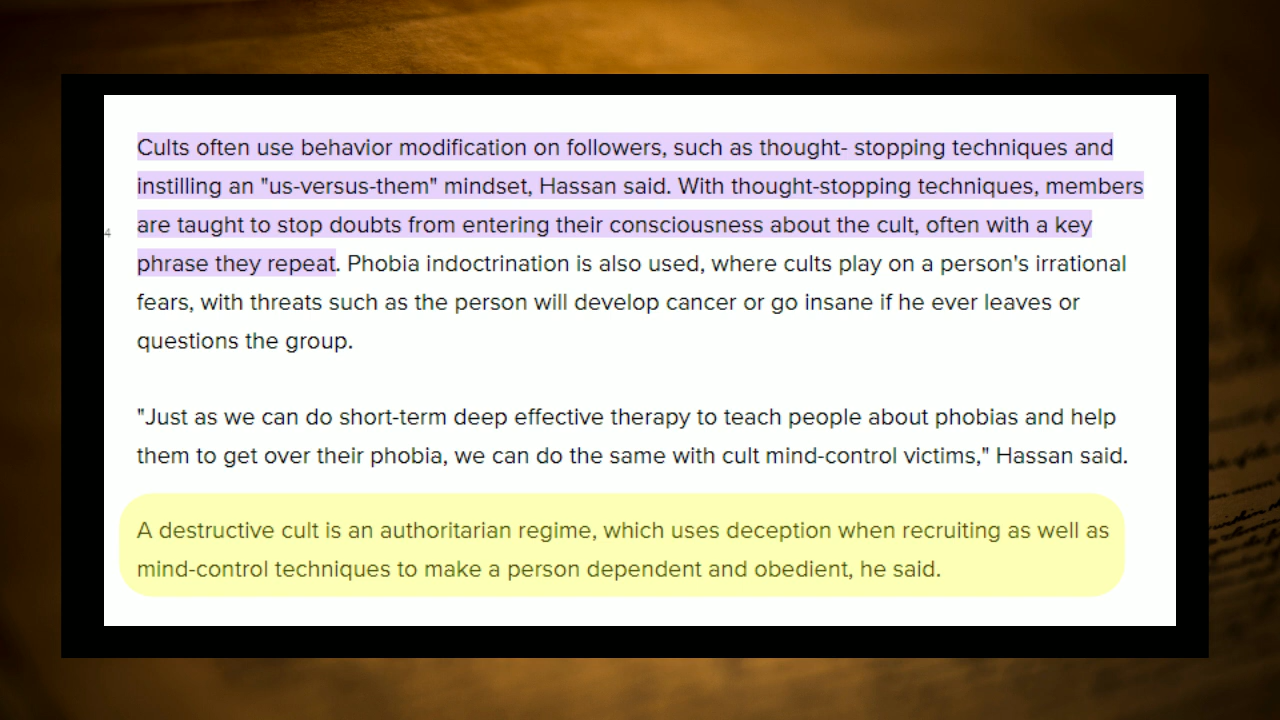 Cults often use behavior modification on followers, such as thought- stopping techniques and
instilling an "us-versus-them" mindset, Hassan said. With thought-stopping techniques, members
are taught to stop doubts from entering their consciousness about the cult, often with a key
4
phrase they repeat. Phobia indoctrination is also used, where cults play on a person's irrational
fears, with threats such as the person will develop cancer or go insane if he ever leaves or
questions the group.
"Just as we can do short-term deep effective therapy to teach people about phobias and help
them to get over their phobia, we can do the same with cult mind-control victims," Hassan said.
A destructive cult is an authoritarian regime, which uses deception when recruiting as well as
mind-control techniques to make a person dependent and obedient, he said.